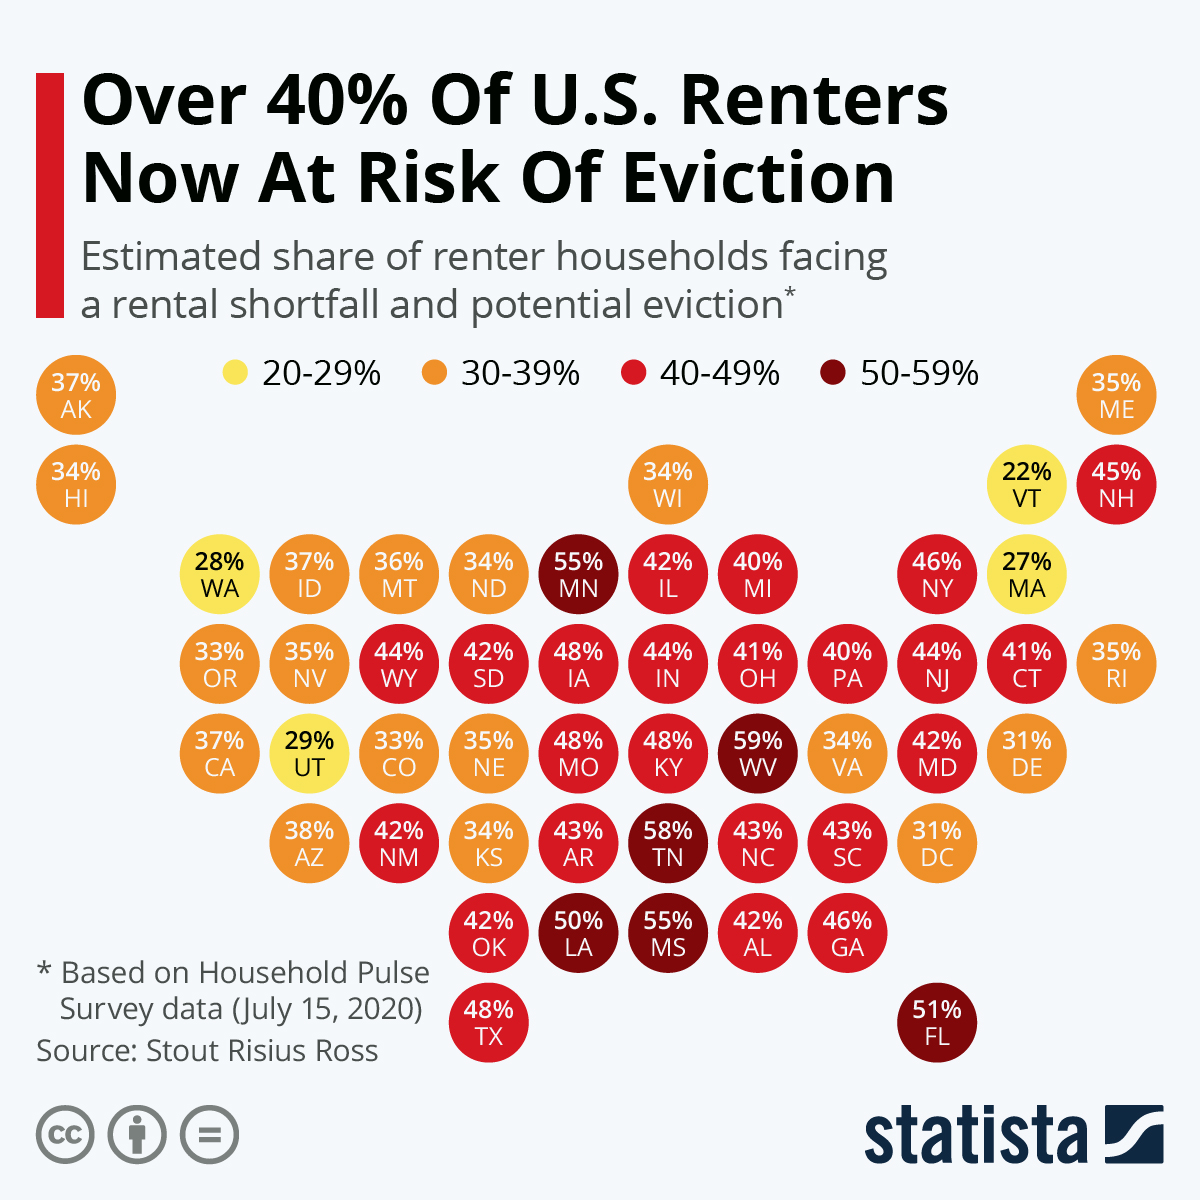 Over 40% Of U.S. Renters
Now At Risk Of Eviction
Estimated share of renter households facing
a rental shortfall and potential eviction*
20-29%
30-39%
40-49%
50-59%
37%
AK
35%
ME
34%
HI
34%
WI
22%
VT
45%
NH
28%
WA
37%
ID
36%
MT
34%
ND
55%
MN
42%
IL
40%
MI
46%
NY
27%
MA
33%
OR
35%
NV
44%
WY
42%
SD
48%
IA
44%
IN
41%
OH
40%
PA
44%
NJ
41%
CT
35%
RI
37%
CA
29%
UT
33%
CO
35%
NE
48%
MO
48%
KY
59%
WV
34%
VA
42%
MD
31%
DE
38%
AZ
42%
NM
34%
KS
43%
AR
58%
TN
43%
NC
43%
SC
31%
DC
42%
OK
50%
LA
55%
MS
42%
AL
46%
GA
48%
TX
51%
FL
* Based on Household Pulse
Survey data (July 15, 2020)
Source: Stout Risius Ross
cc
statista